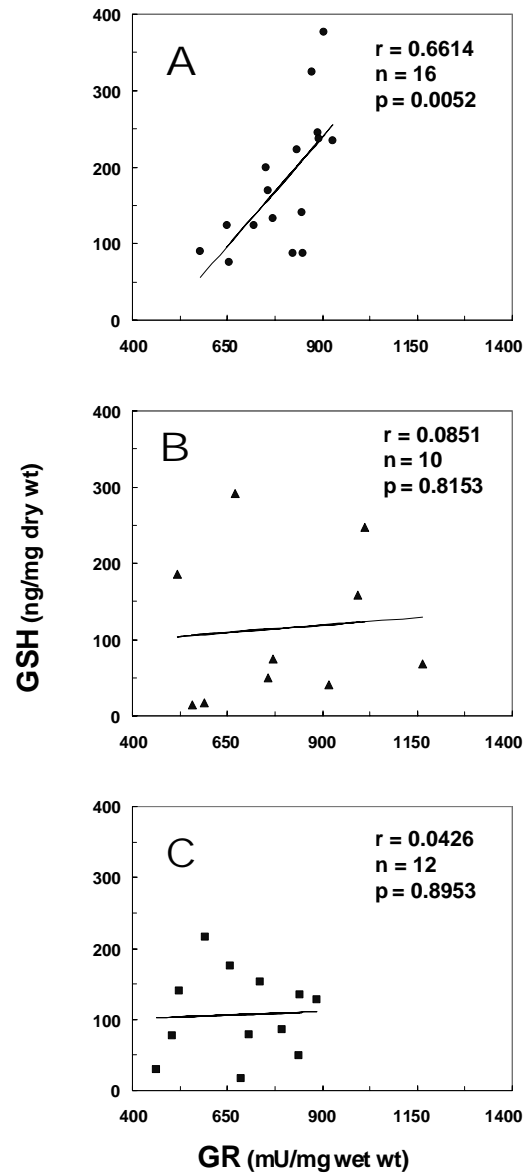 400
A
r = 0.6614
n = 16
p = 0.0052
300
200
100
0
400 650 900 1150 1400
400
B
r = 0.0851
n = 10
p = 0.8153
300
200
100
0
400 650 900 1150 1400
GSH (ng/mg dry wt)
400
C
r = 0.0426
n = 12
p = 0.8953
300
200
100
0
400 650 900 1150 1400
GR (mU/mg wet wt)